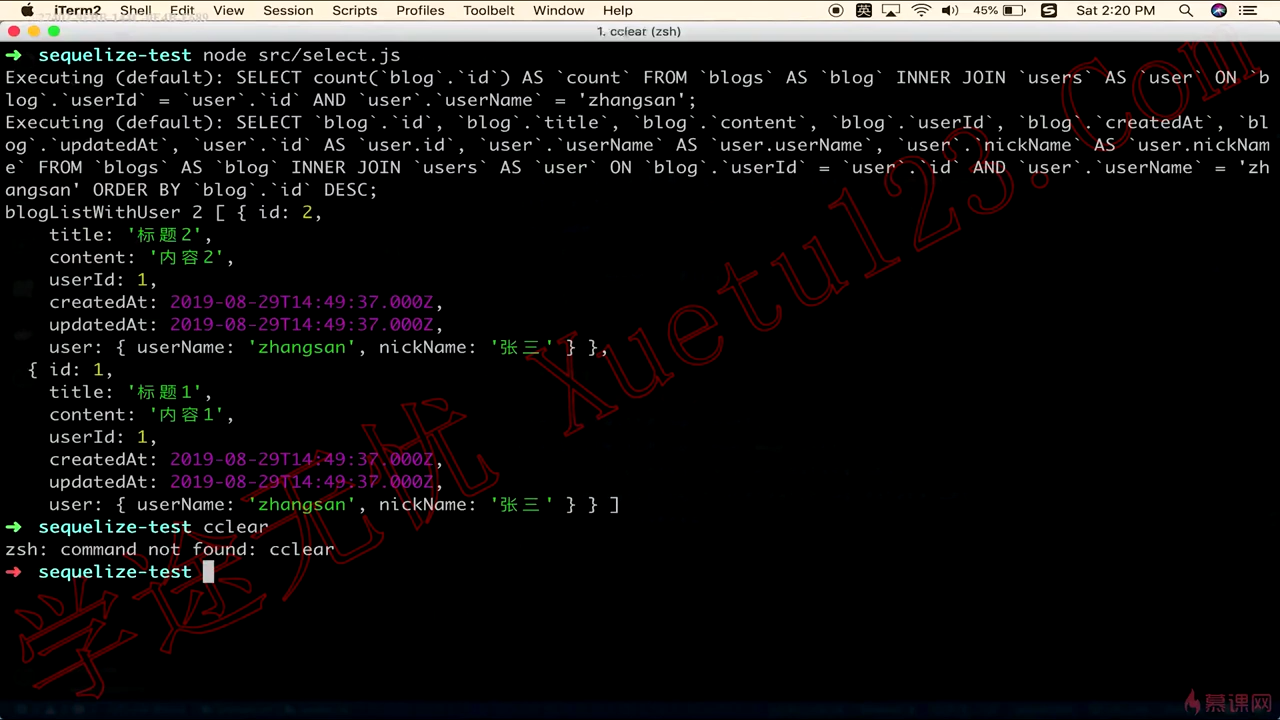 iTerm2 Shell Edit View Session Scripts Profiles Toolbelt Window Help 英 45% S Sat 2:20 PM
1. cclear (zsh)
➜ sequelize-test node src/select.js
Executing (default): SELECT count(`blog`.`id`) AS `count` FROM `blogs` AS `blog` INNER JOIN `users` AS `user` ON `b
log`.`userId` = `user`.`id` AND `user`.`userName` = 'zhangsan';
Executing (default): SELECT `blog`.`id`, `blog`.`title`, `blog`.`content`, `blog`.`userId`, `blog`.`createdAt`, `bl
og`.`updatedAt`, `user`.`id` AS `user.id`, `user`.`userName` AS `user.userName`, `user`.`nickName` AS `user.nickNam
e` FROM `blogs` AS `blog` INNER JOIN `users` AS `user` ON `blog`.`userId` = `user`.`id` AND `user`.`userName` = 'zh
angsan' ORDER BY `blog`.`id` DESC;
blogListWithUser 2 [ { id: 2,
title: '标题2',
content: '内容2',
userId: 1,
createdAt: 2019-08-29T14:49:37.000Z,
updatedAt: 2019-08-29T14:49:37.000Z,
user: { userName: 'zhangsan', nickName: '张三' } },
{ id: 1,
title: '标题1',
content: '内容1',
userId: 1,
createdAt: 2019-08-29T14:49:37.000Z,
updatedAt: 2019-08-29T14:49:37.000Z,
user: { userName: 'zhangsan', nickName: '张三' } } ]
➜ sequelize-test cclear
zsh: command not found: cclear
➜ sequelize-test
学途无忧 Xuetu123.Com
慕课网